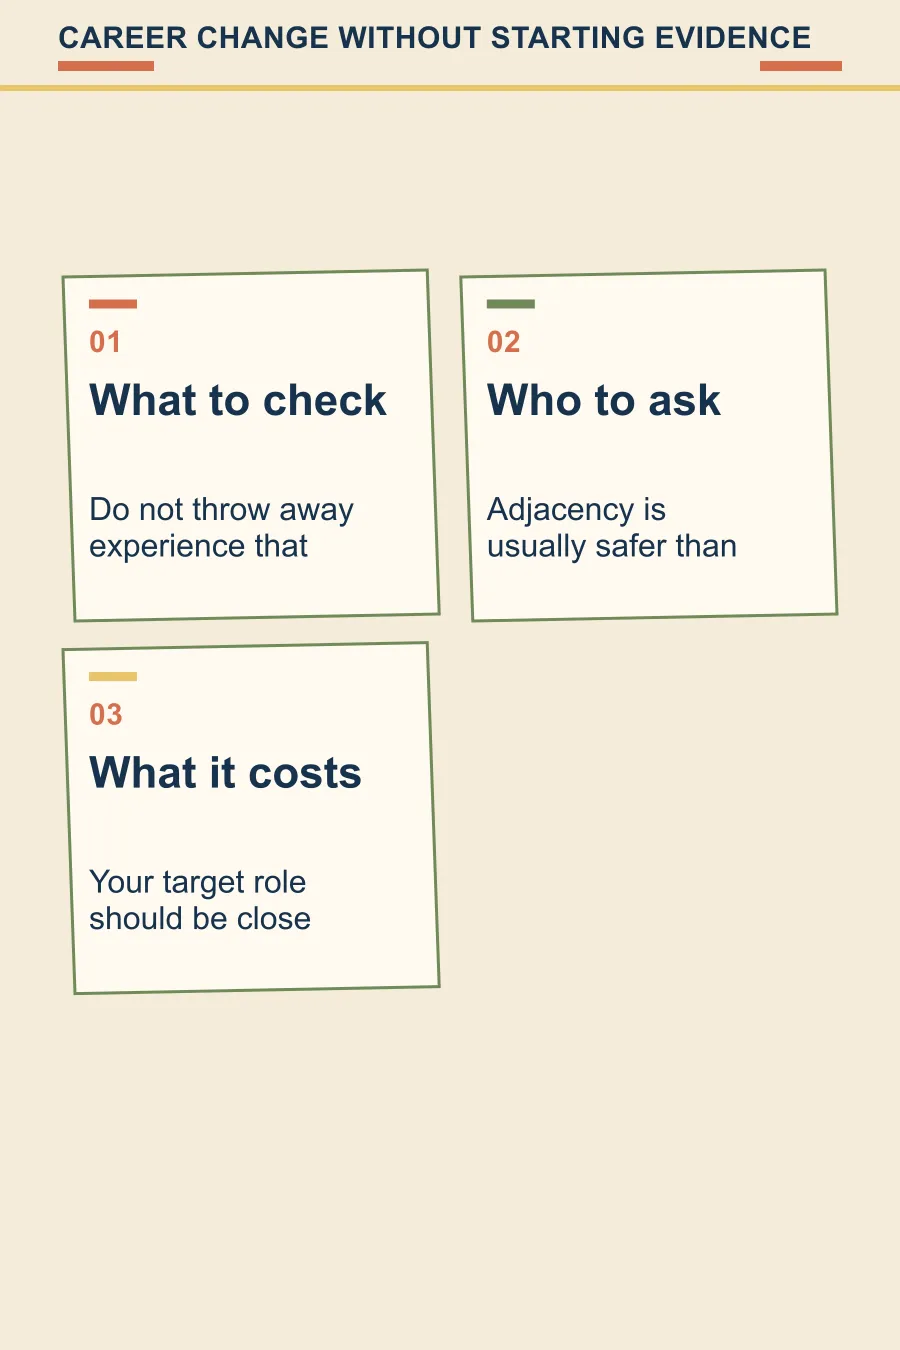 CAREER CHANGE WITHOUT STARTING EVIDENCE
01
What to check
Do not throw away
experience that
02
Who to ask
Adjacency is
usually safer than
03
What it costs
Your target role
should be close